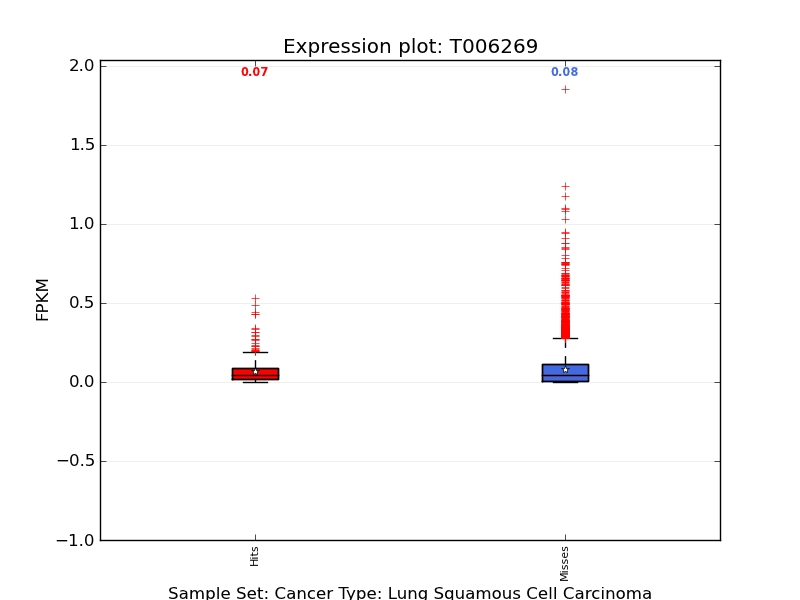 Expression plot: T006269
0.07
0.08
2.0
1.5
1.0
0.5
0.0
−0.5
−1.0
FPKM
Hits
Misses
Sample Set: Cancer Type: Lung Squamous Cell Carcinoma